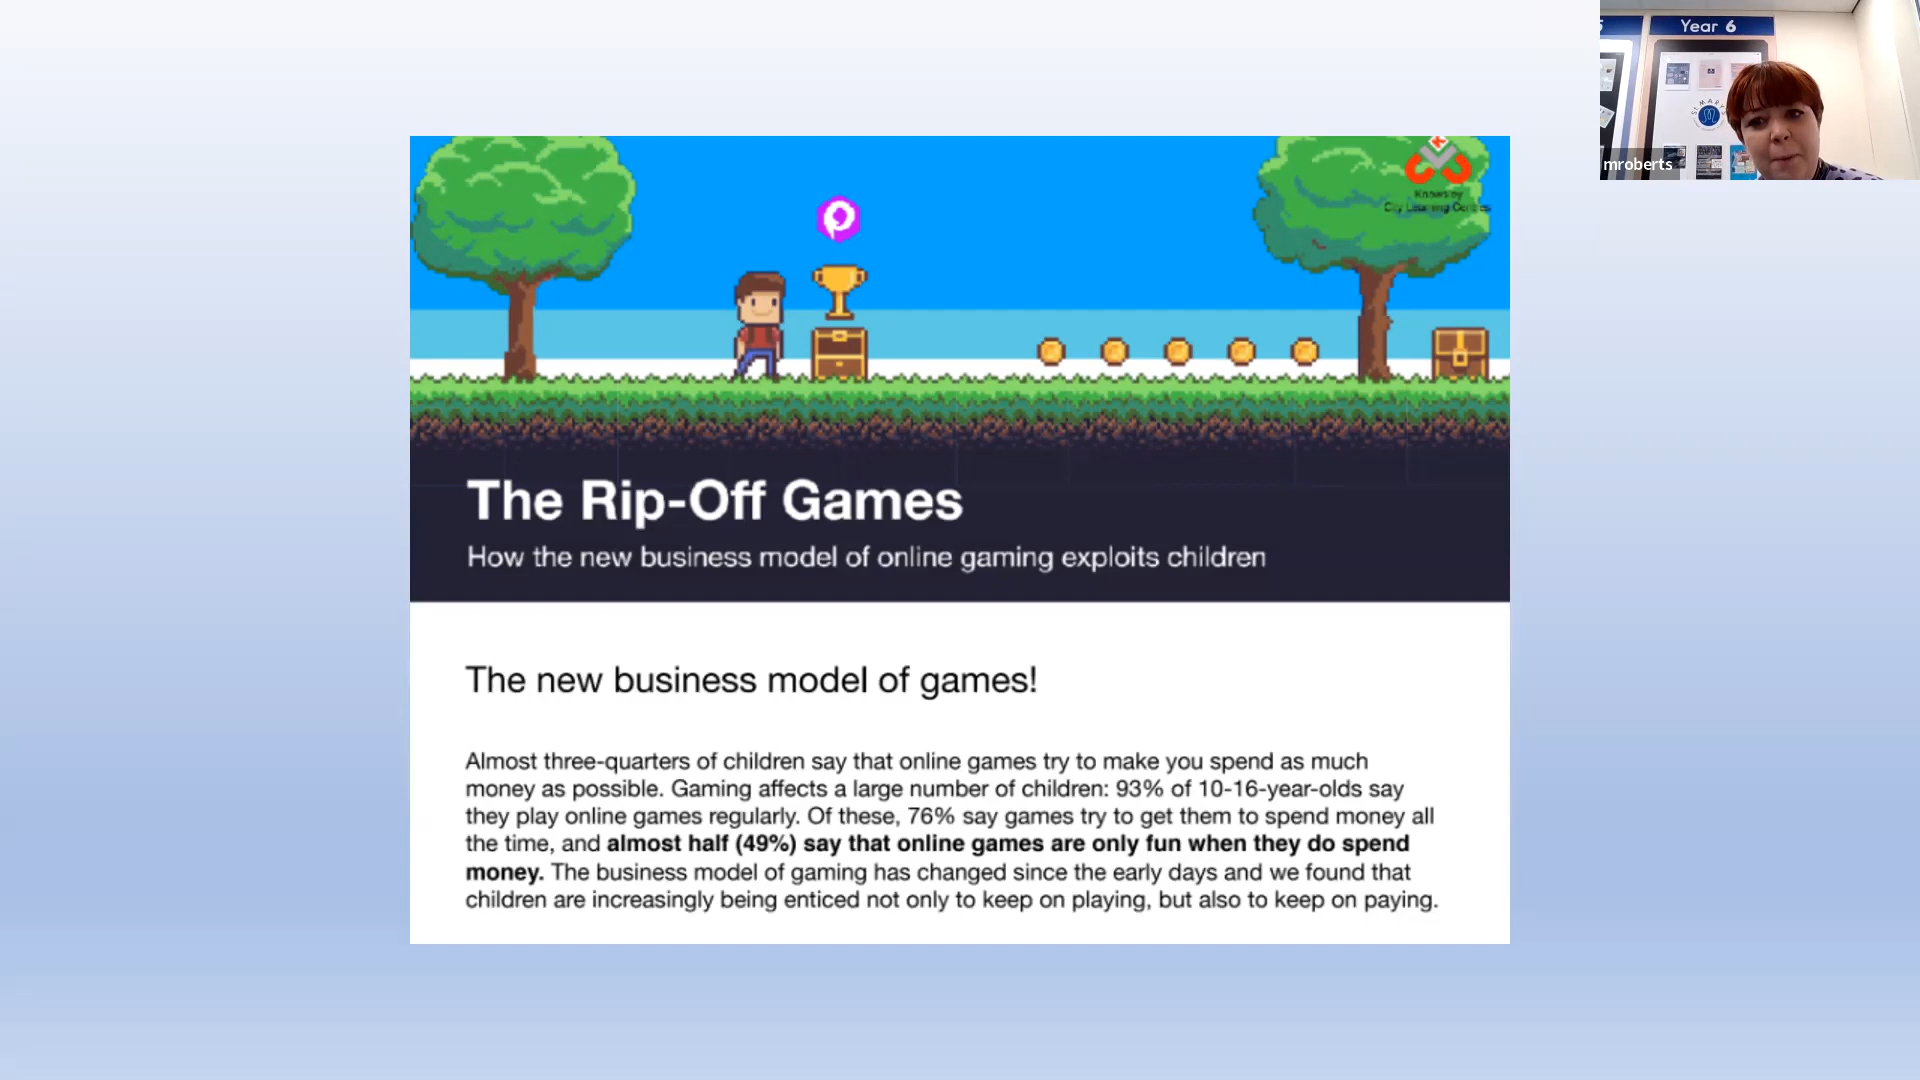 Year 6
ST MARY'S
mroberts
Knowsley
City Learning Centres
The Rip-Off Games
How the new business model of online gaming exploits children
The new business model of games!
Almost three-quarters of children say that online games try to make you spend as much
money as possible. Gaming affects a large number of children: 93% of 10-16-year-olds say
they play online games regularly. Of these, 76% say games try to get them to spend money all
the time, and almost half (49%) say that online games are only fun when they do spend
money. The business model of gaming has changed since the early days and we found that
children are increasingly being enticed not only to keep on playing, but also to keep on paying.